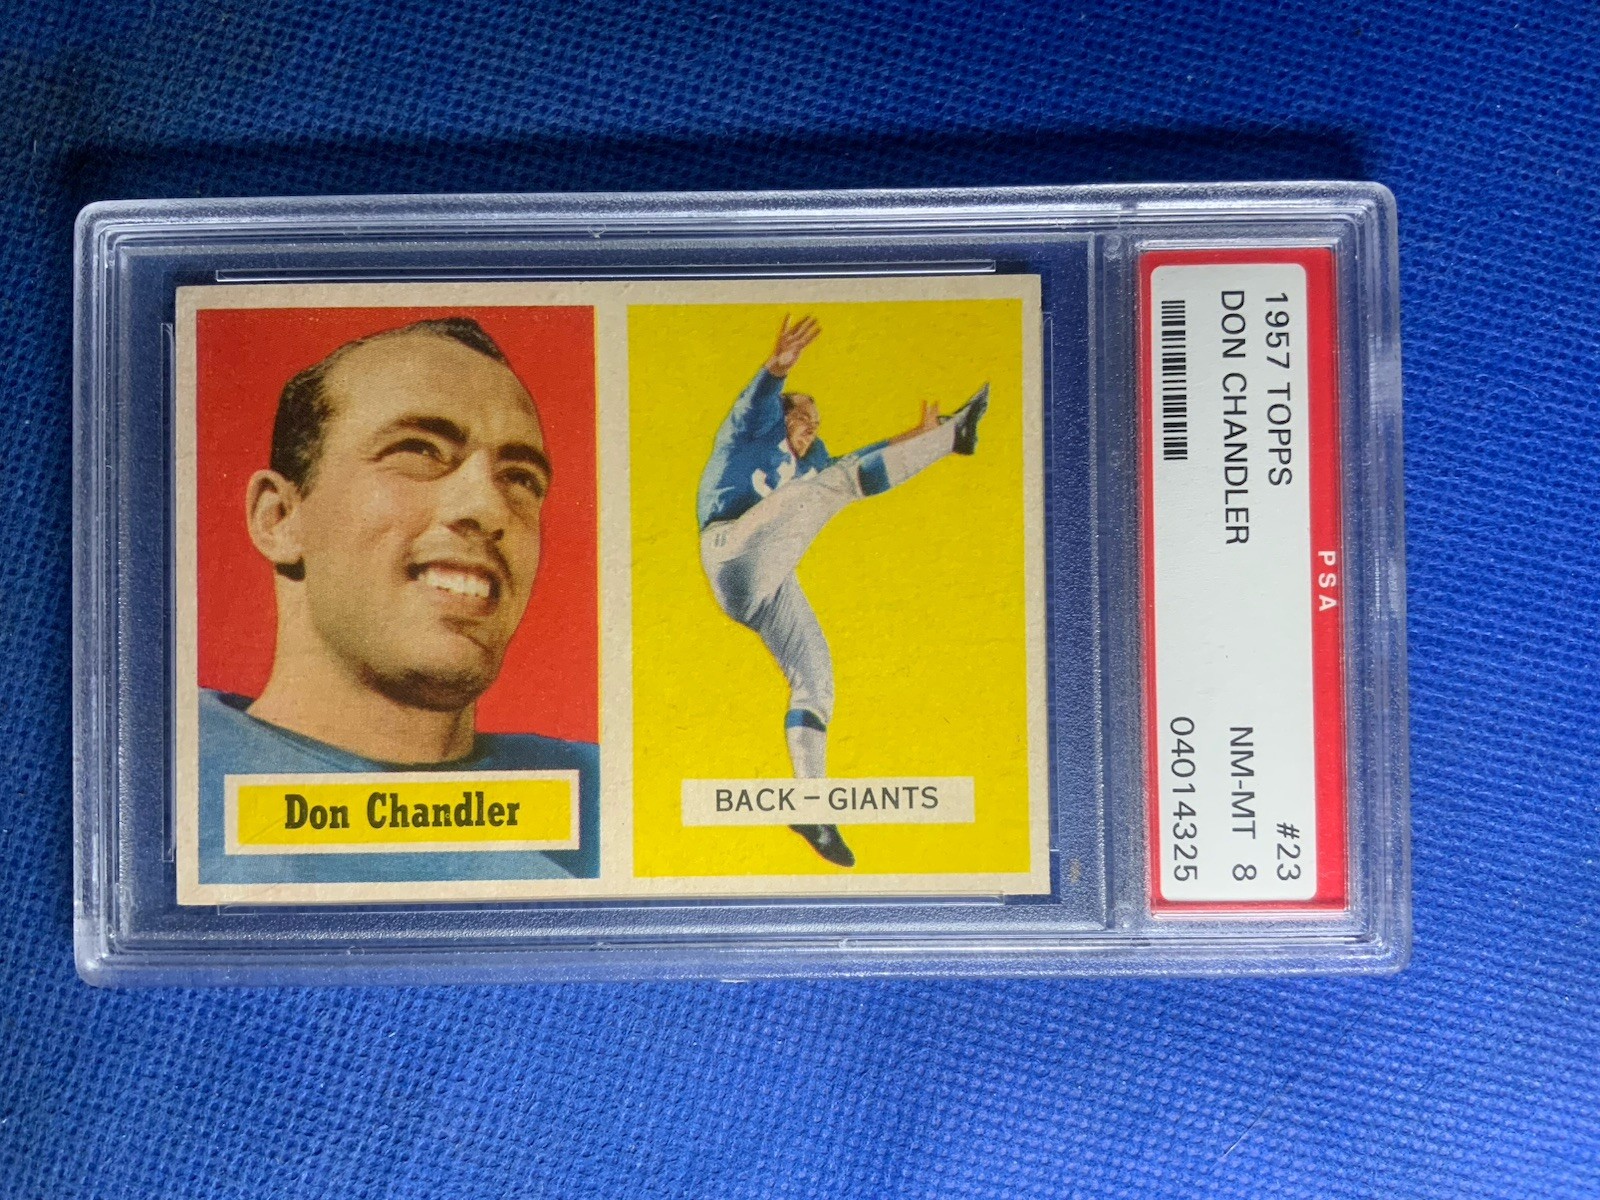 Don Chandler
BACK-GIANTS
1957 TOPPS #23
DON CHANDLER NM-MT 8
04014325
PSA